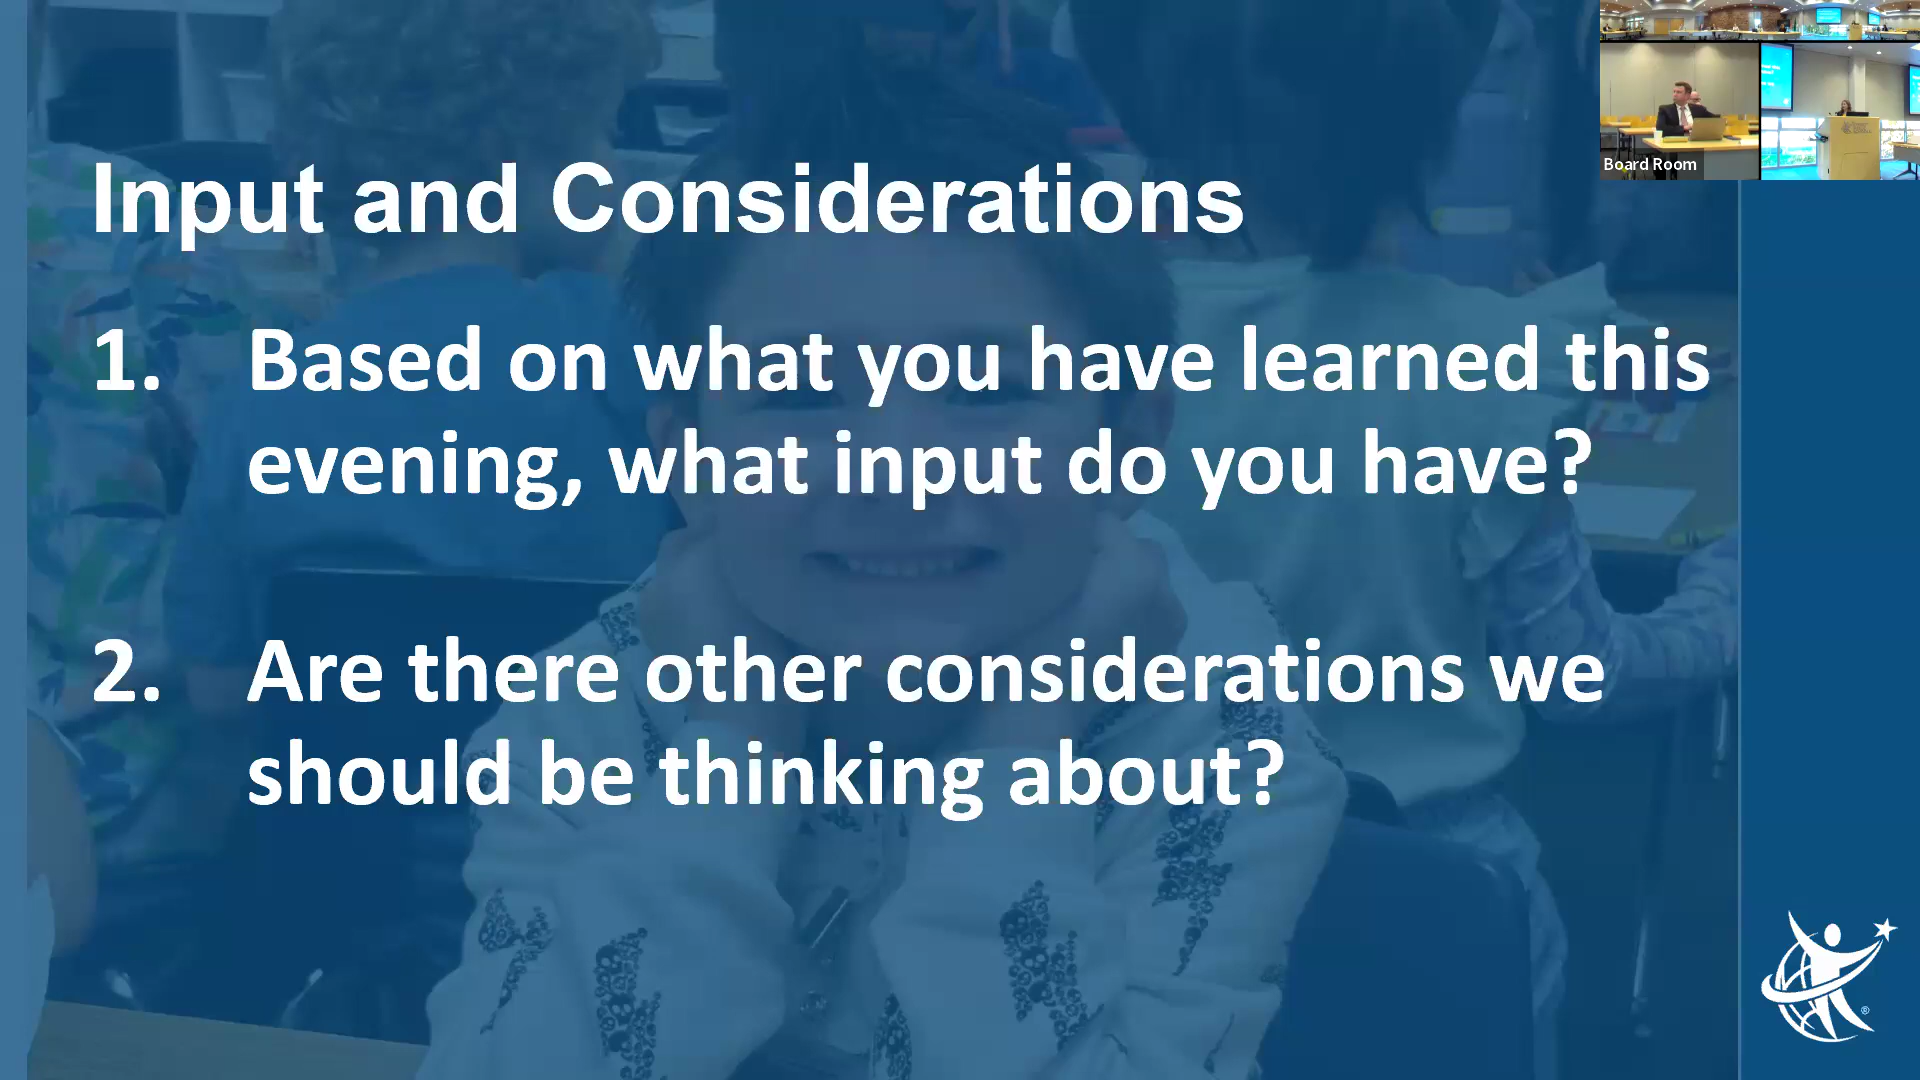 Input and Considerations
1. Based on what you have learned this
evening, what input do you have?
2. Are there other considerations we
should be thinking about?
Board Room
®